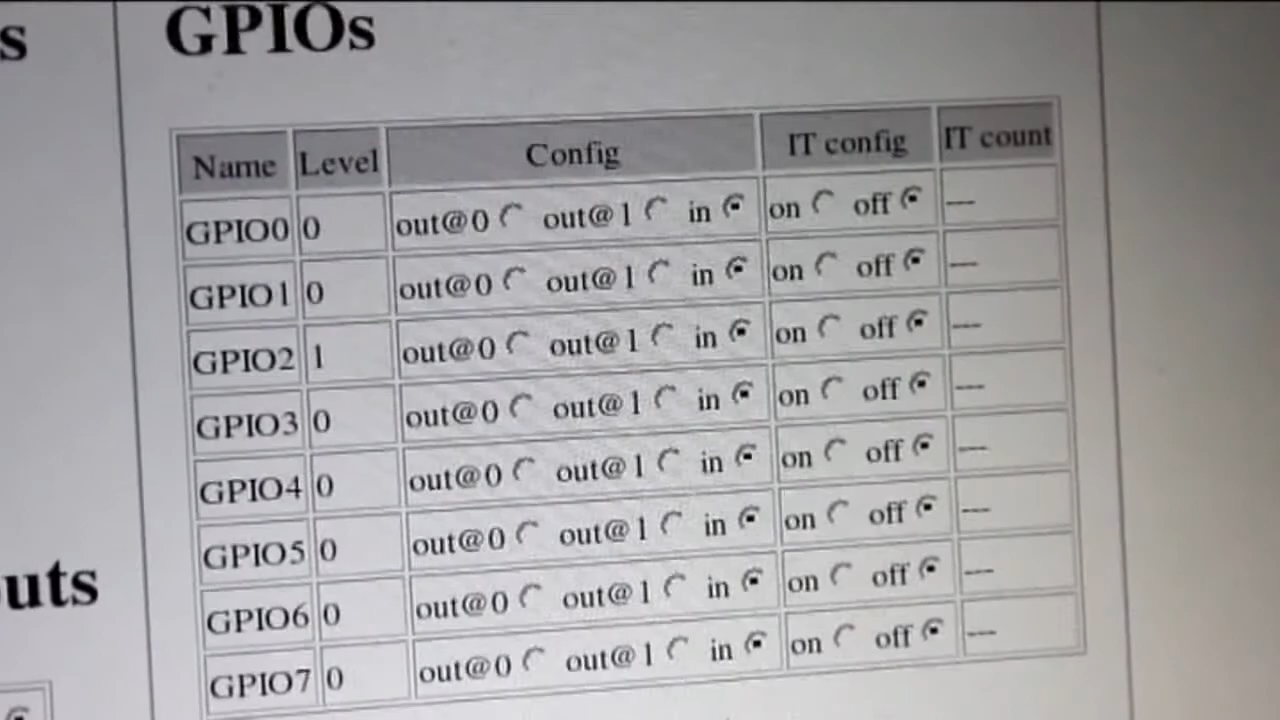 s
GPIOs
Name Level Config IT config IT count
GPIO0 0 out@0 out@1 in on off ---
GPIO1 0 out@0 out@1 in on off ---
GPIO2 1 out@0 out@1 in on off ---
GPIO3 0 out@0 out@1 in on off ---
GPIO4 0 out@0 out@1 in on off ---
GPIO5 0 out@0 out@1 in on off ---
uts
GPIO6 0 out@0 out@1 in on off ---
GPIO7 0 out@0 out@1 in on off ---